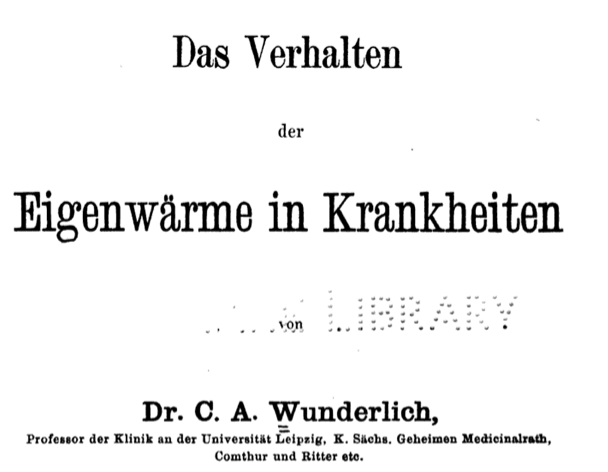 Das Verhalten
der
Eigenwärme in Krankheiten
von LIBRARY
Dr. C. A. Wunderlich,
Professor der Klinik an der Universität Leipzig, K. Sächs. Geheimen Medicinalrath,
Comthur und Ritter etc.